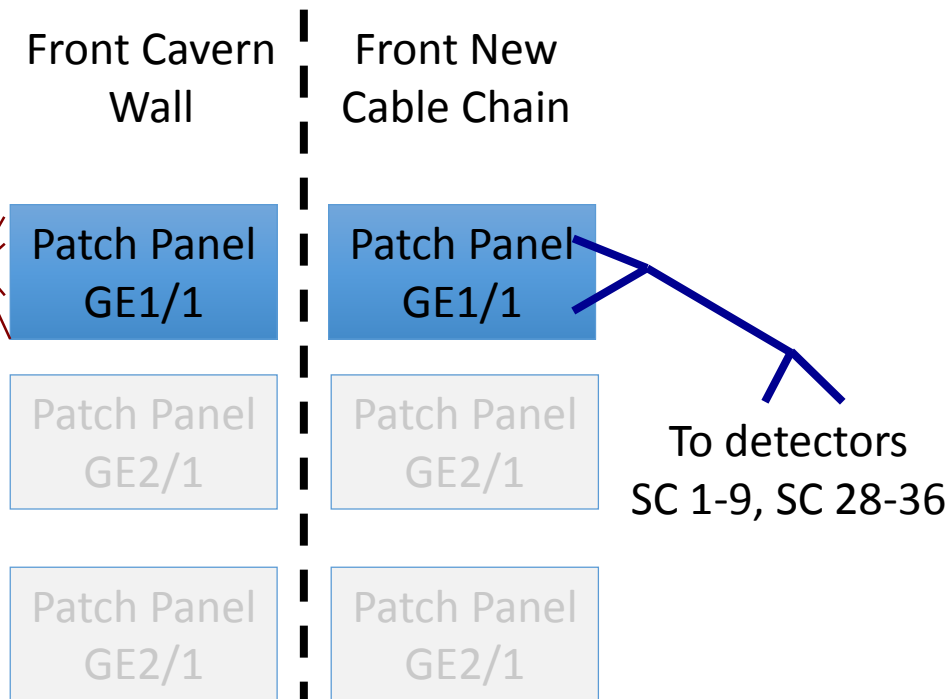 Front Cavern
Wall
Front New
Cable Chain
Patch Panel
GE1/1
Patch Panel
GE1/1
Patch Panel
GE2/1
Patch Panel
GE2/1
To detectors
SC 1-9, SC 28-36
Patch Panel
GE2/1
Patch Panel
GE2/1